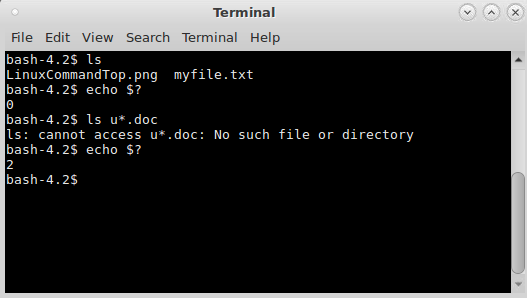 Terminal
File Edit View Search Terminal Help
bash-4.2$ ls
LinuxCommandTop.png  myfile.txt
bash-4.2$ echo $?
0
bash-4.2$ ls u*.doc
ls: cannot access u*.doc: No such file or directory
bash-4.2$ echo $?
2
bash-4.2$